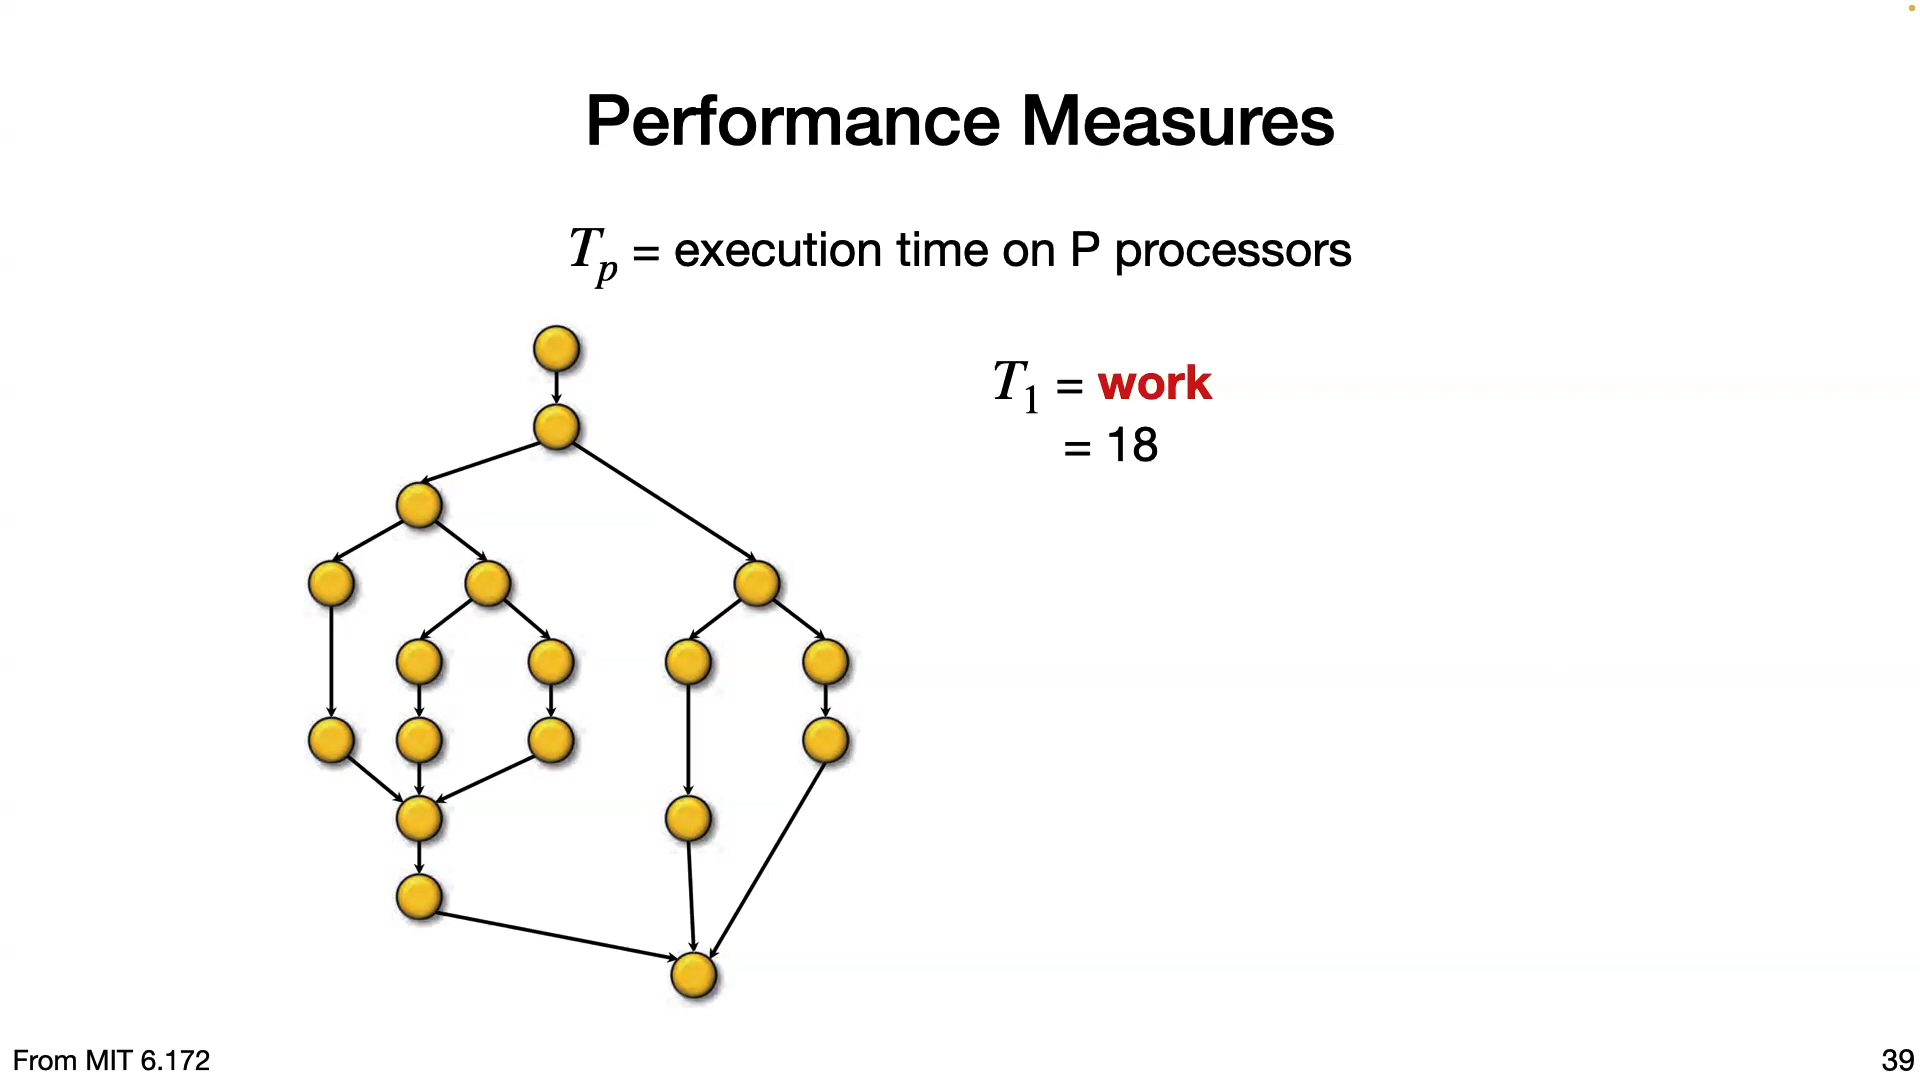 Performance Measures
Tp = execution time on P processors
T1 = work
= 18
From MIT 6.172
39